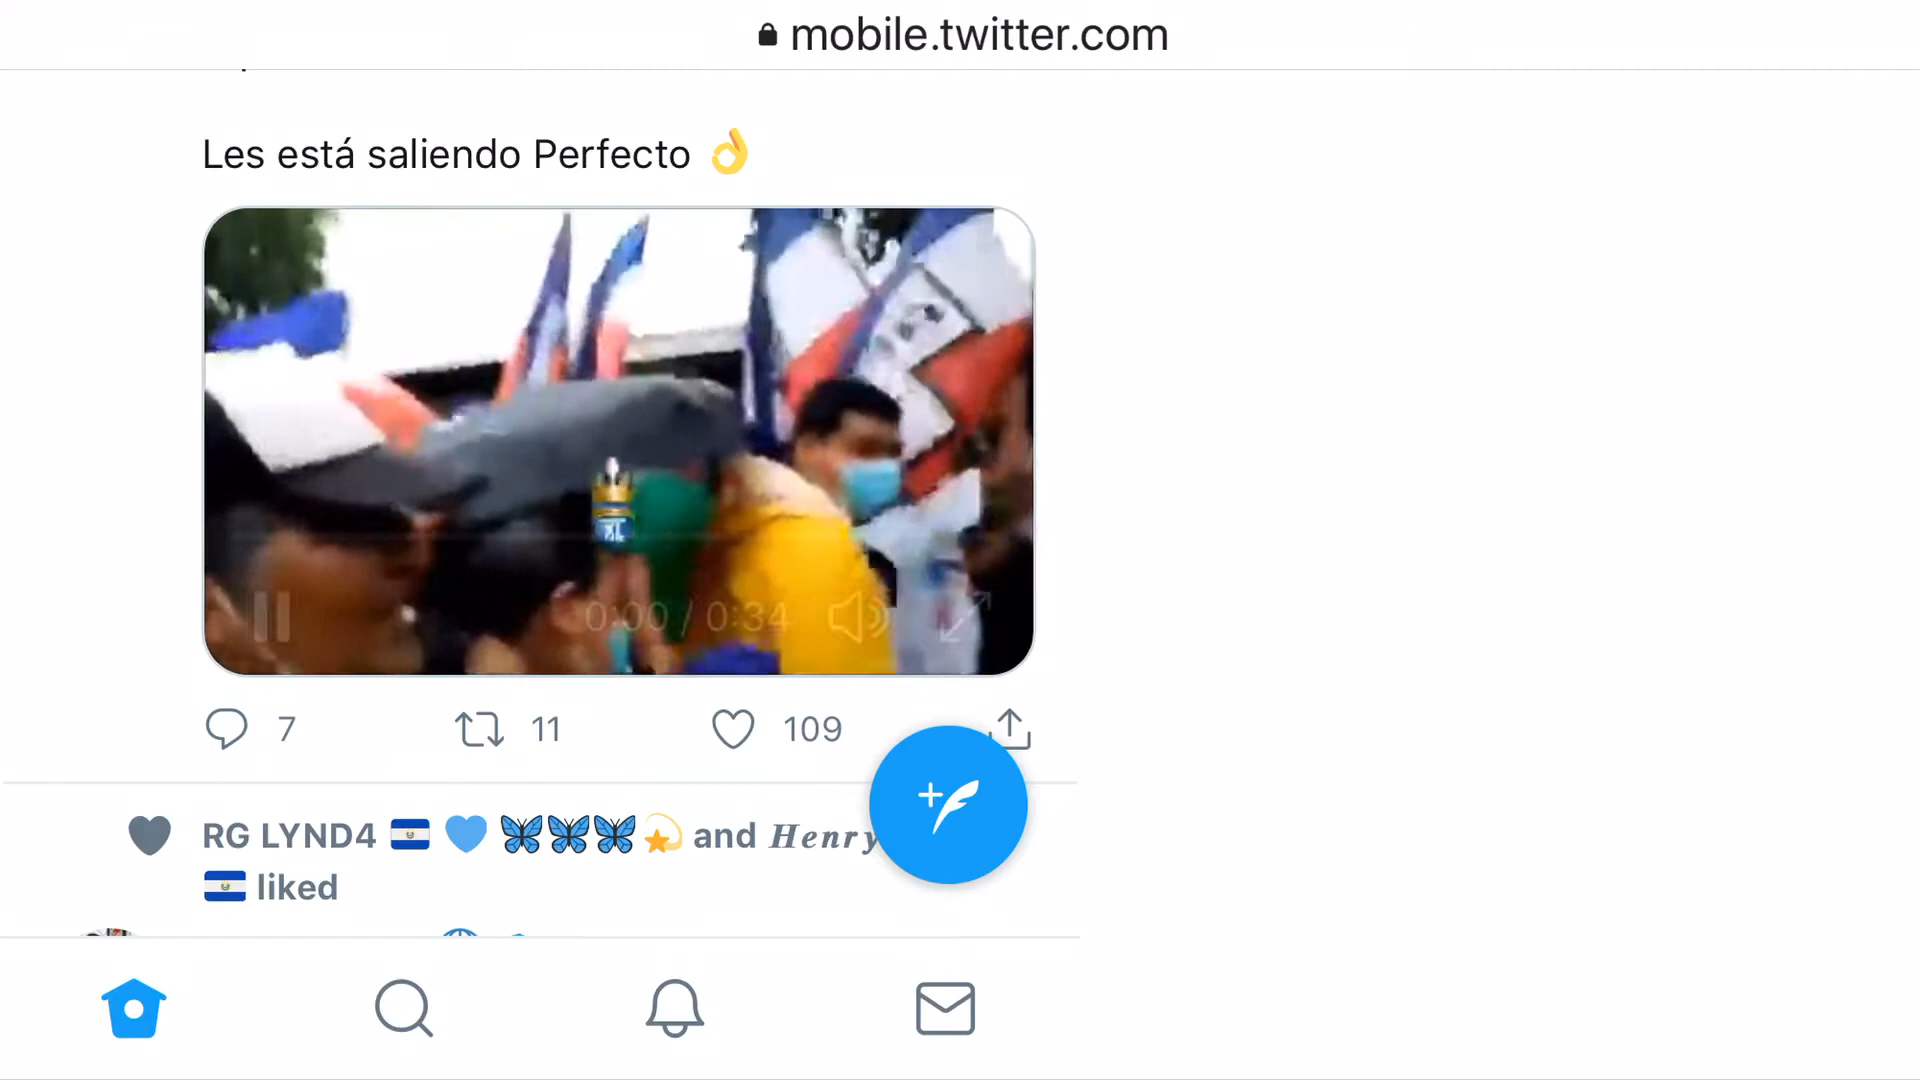 mobile.twitter.com
Les está saliendo Perfecto 👌
0:00 / 0:34
7 11 109
RG LYND4 🇸🇻 💙 🦋🦋🦋💫 and Henry
🇸🇻 liked